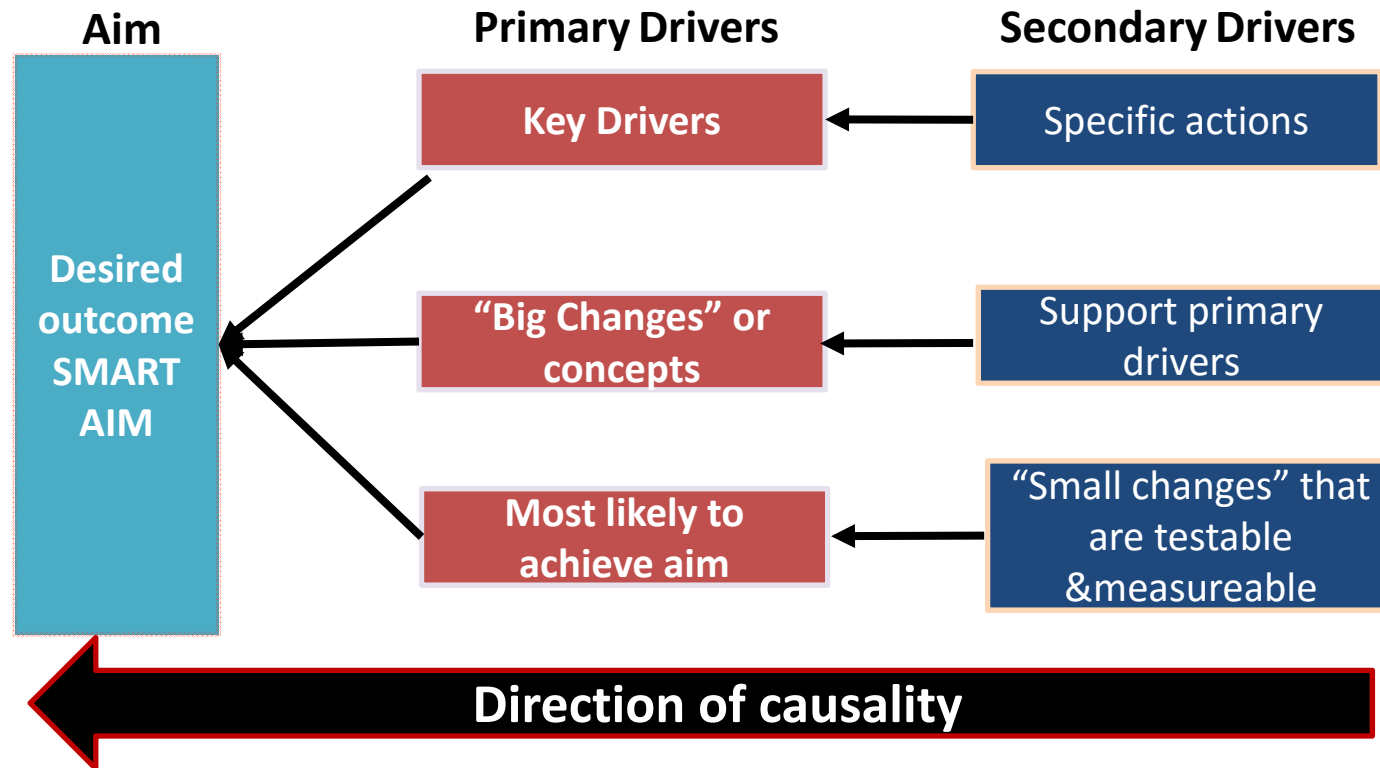 Aim
Primary Drivers
Secondary Drivers
Desired
outcome
SMART
AIM
Key Drivers
Specific actions
“Big Changes” or
concepts
Support primary
drivers
Most likely to
achieve aim
“Small changes” that
are testable
&measureable
Direction of causality